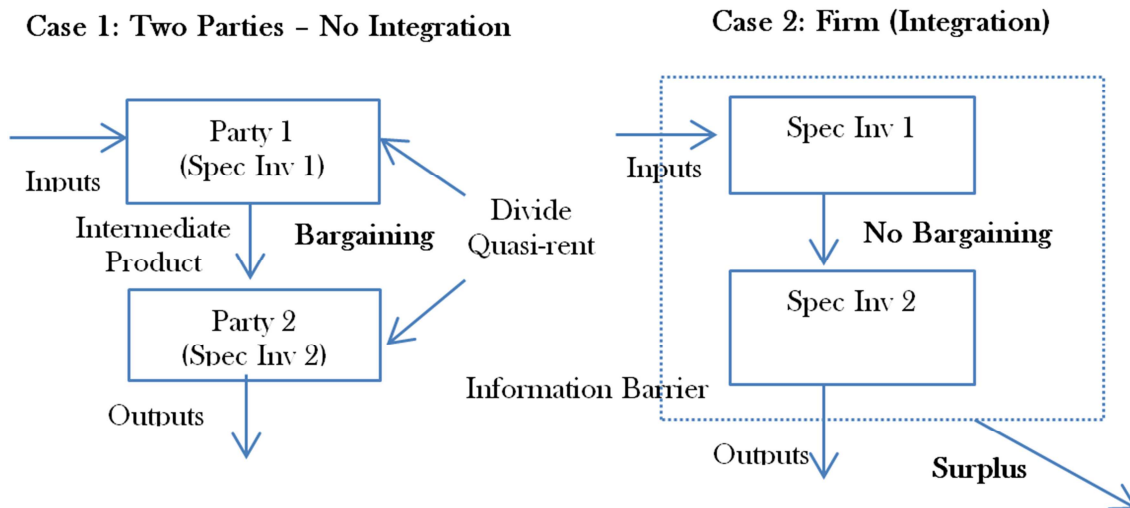 Case 1: Two Parties – No Integration
Inputs
Party 1
(Spec Inv 1)
Intermediate
Product
Bargaining
Divide
Quasi-rent
Party 2
(Spec Inv 2)
Outputs
Case 2: Firm (Integration)
Inputs
Spec Inv 1
No Bargaining
Spec Inv 2
Information Barrier
Outputs
Surplus